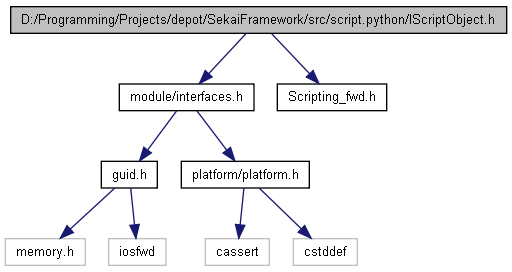 D:/Programming/Projects/depot/SekaiFramework/src/script.python/IScriptObject.h
module/interfaces.h
Scripting_fwd.h
guid.h
platform/platform.h
memory.h
iosfwd
cassert
cstddef